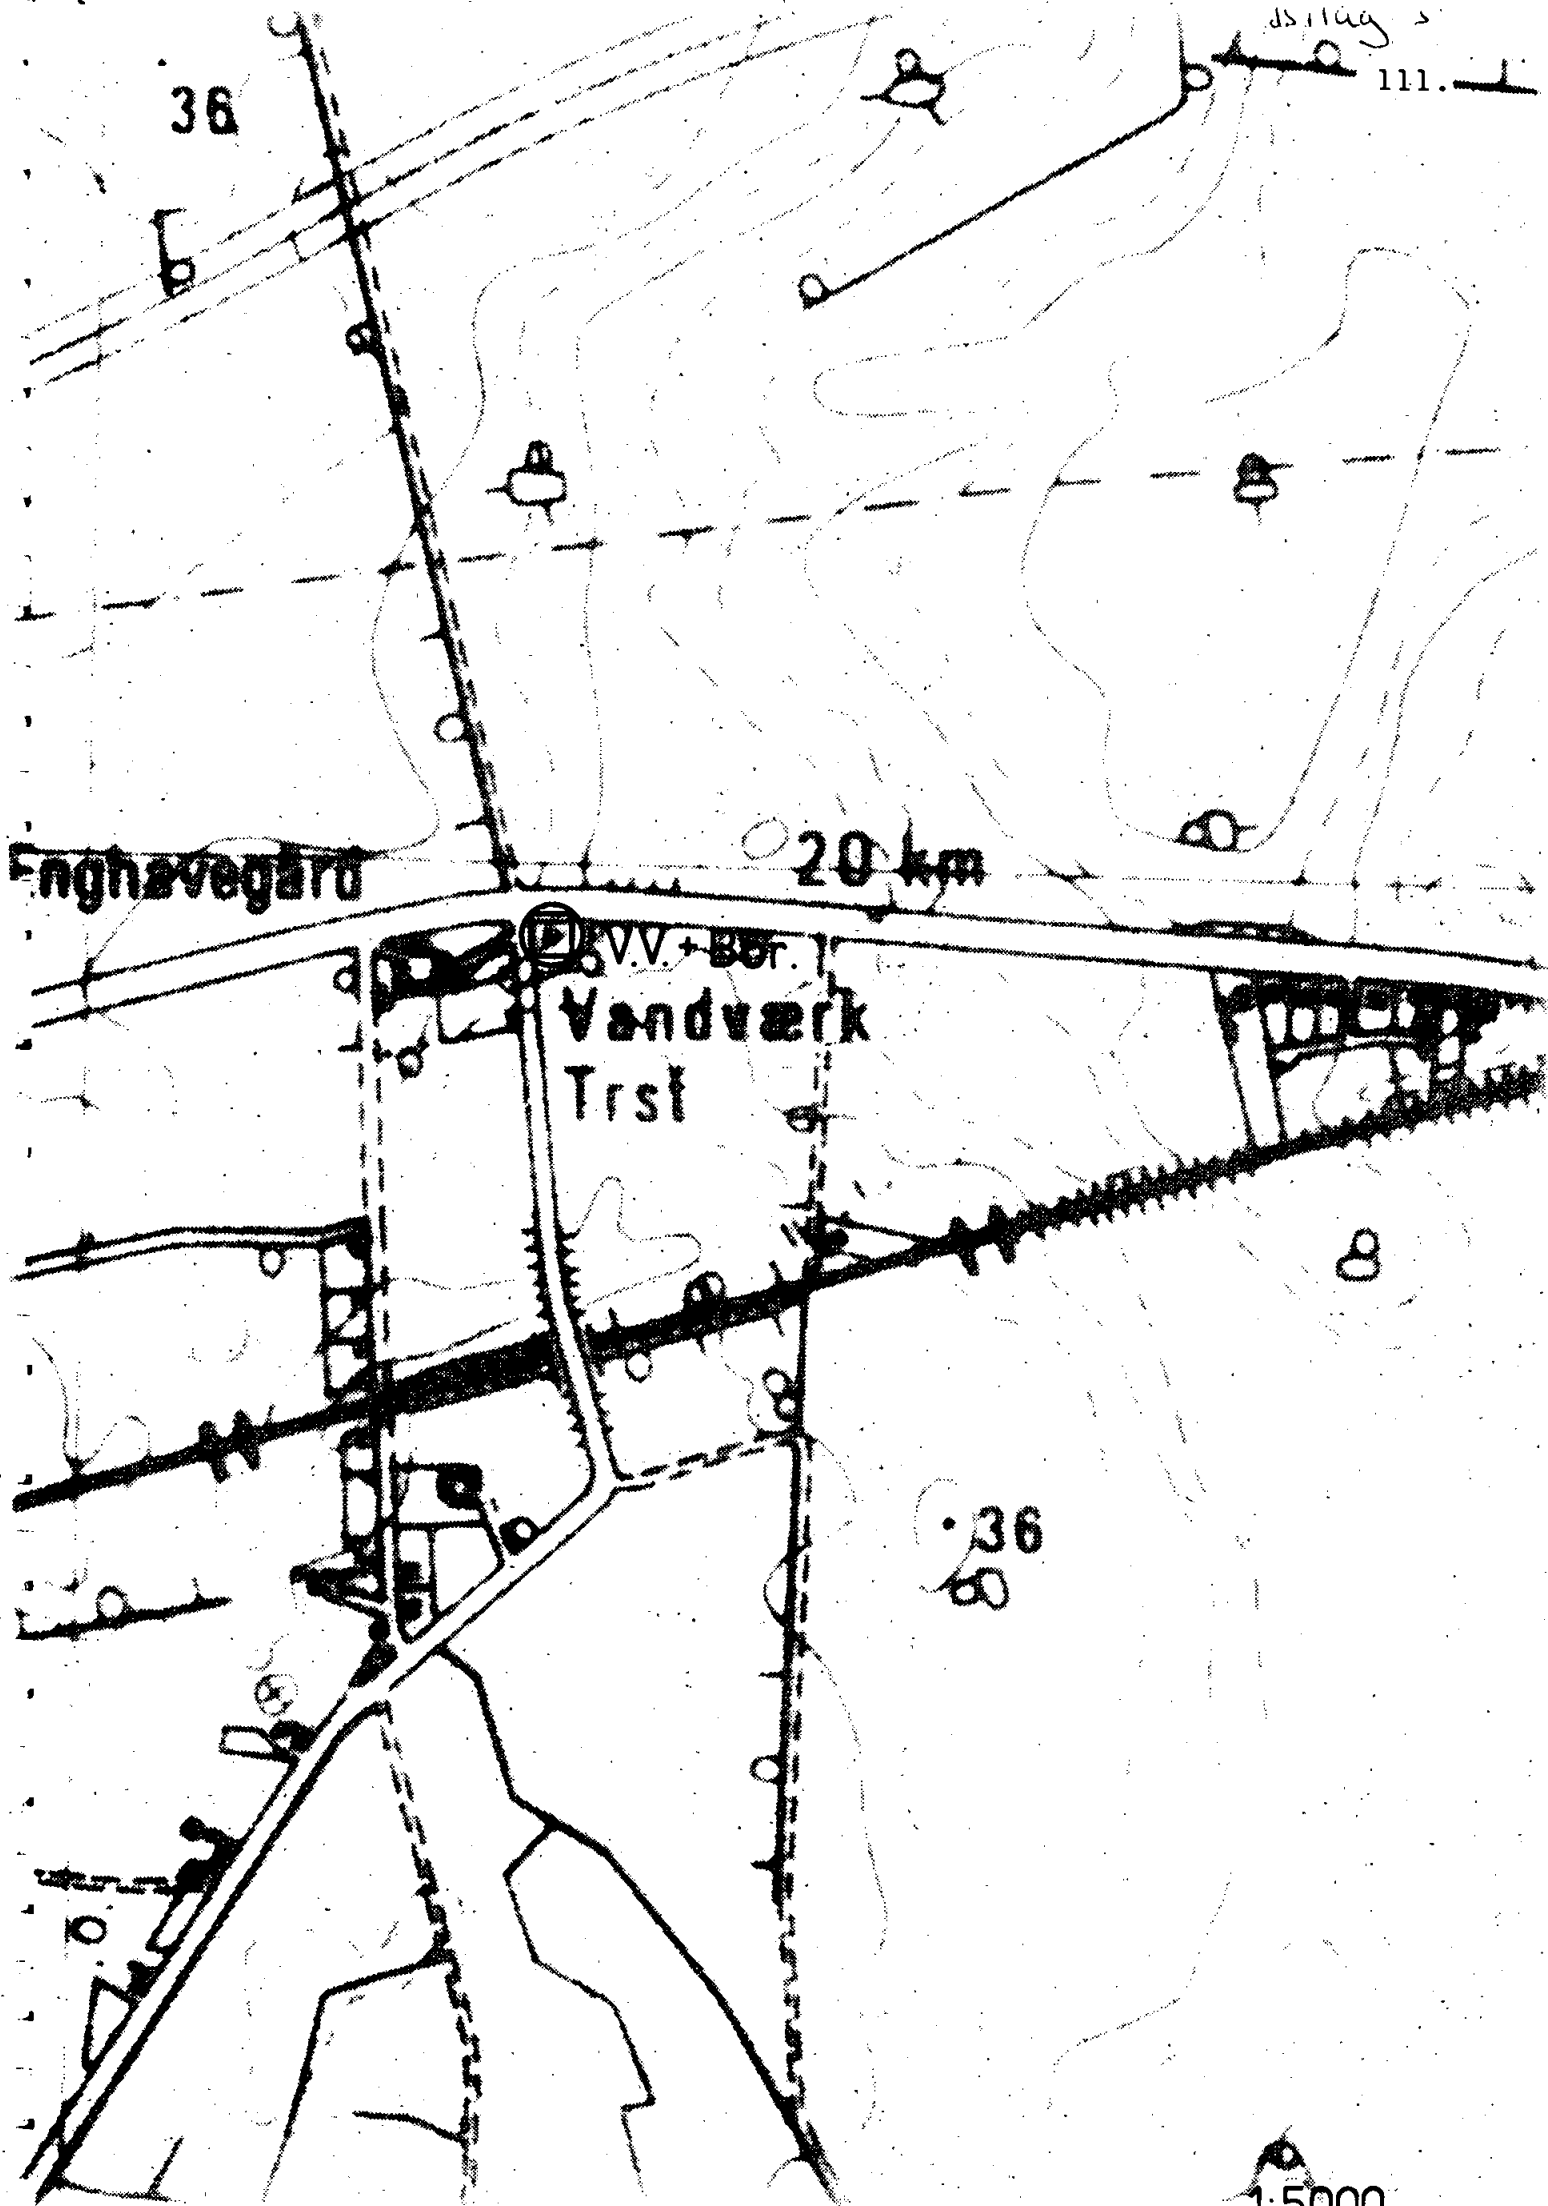 36
111.
Enghavegård
20 km
V.V. + Bor.
Vandværk
Trst
36
1:5000